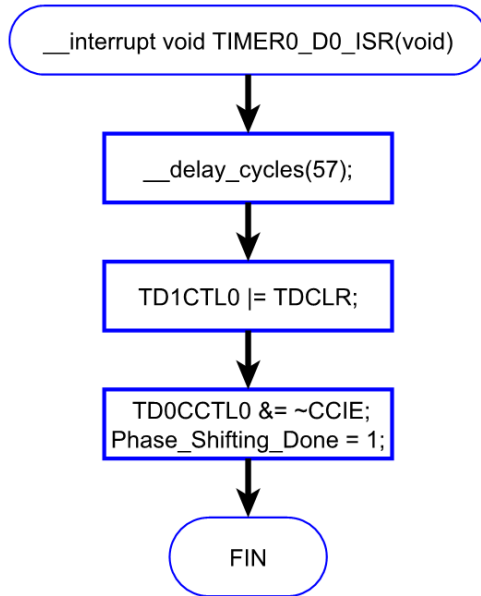 __interrupt void TIMER0_D0_ISR(void)
__delay_cycles(57);
TD1CTL0 |= TDCLR;
TD0CCTL0 &= ~CCIE;
Phase_Shifting_Done = 1;
FIN